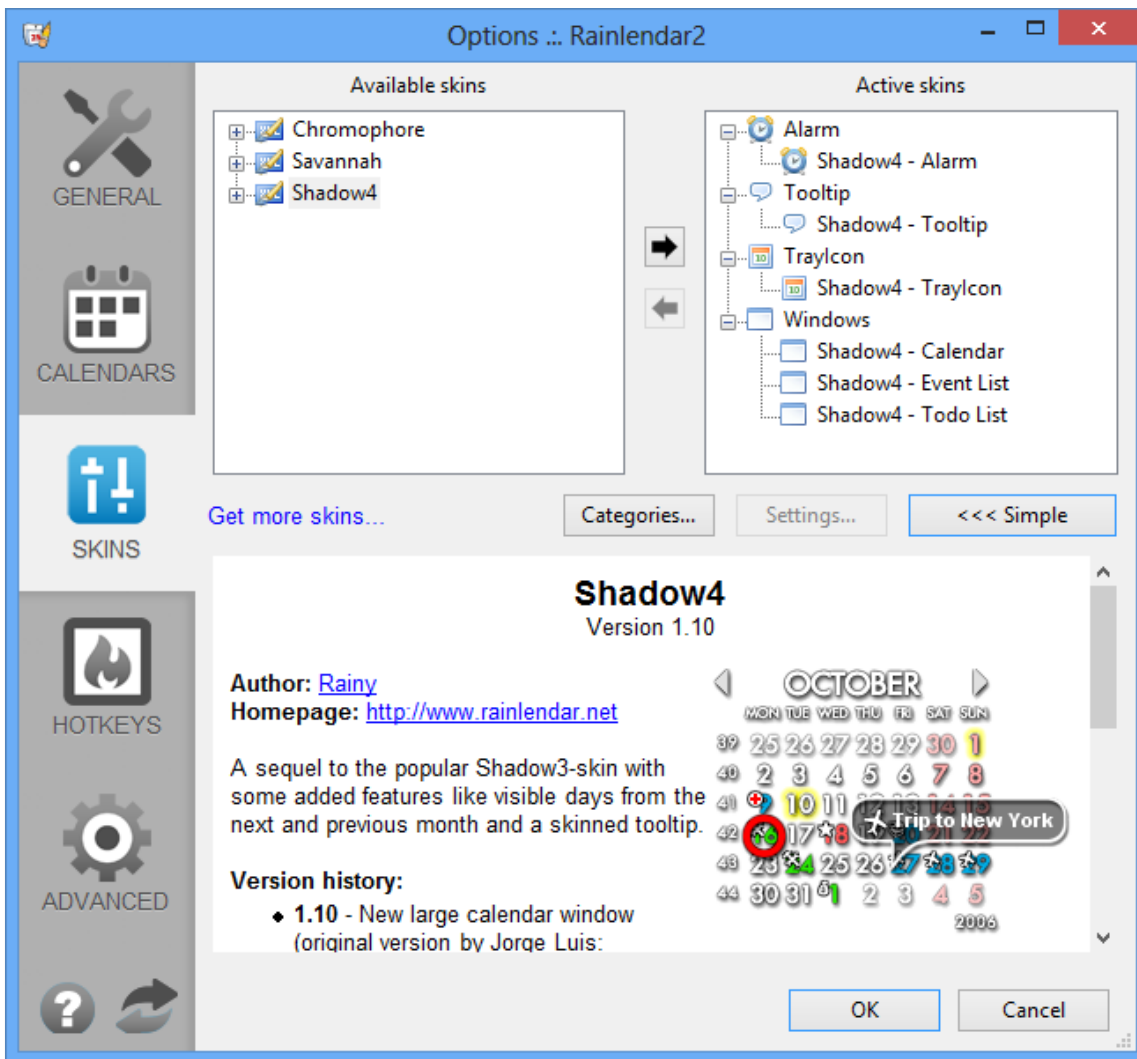 Options .:. Rainlendar2
GENERAL
CALENDARS
SKINS
HOTKEYS
ADVANCED
Available skins
Chromophore
Savannah
Shadow4
Active skins
Alarm
Shadow4 - Alarm
Tooltip
Shadow4 - Tooltip
TrayIcon
Shadow4 - TrayIcon
Windows
Shadow4 - Calendar
Shadow4 - Event List
Shadow4 - Todo List
Get more skins...
Categories...
Settings...
<<< Simple
Shadow4
Version 1.10
Author: Rainy
Homepage: http://www.rainlendar.net
A sequel to the popular Shadow3-skin with
some added features like visible days from the
next and previous month and a skinned tooltip.
Version history:
• 1.10 - New large calendar window
(original version by Jorge Luis:
OCTOBER
MON TUE WED THU FRI SAT SUN
39 25 26 27 28 29 30 1
40 2 3 4 5 6 7 8
41 10 11
Trip to New York
42 16 17 18
43 23 24 25 26 27 28 29
44 30 31 1 2 3 4 5
2006
OK
Cancel